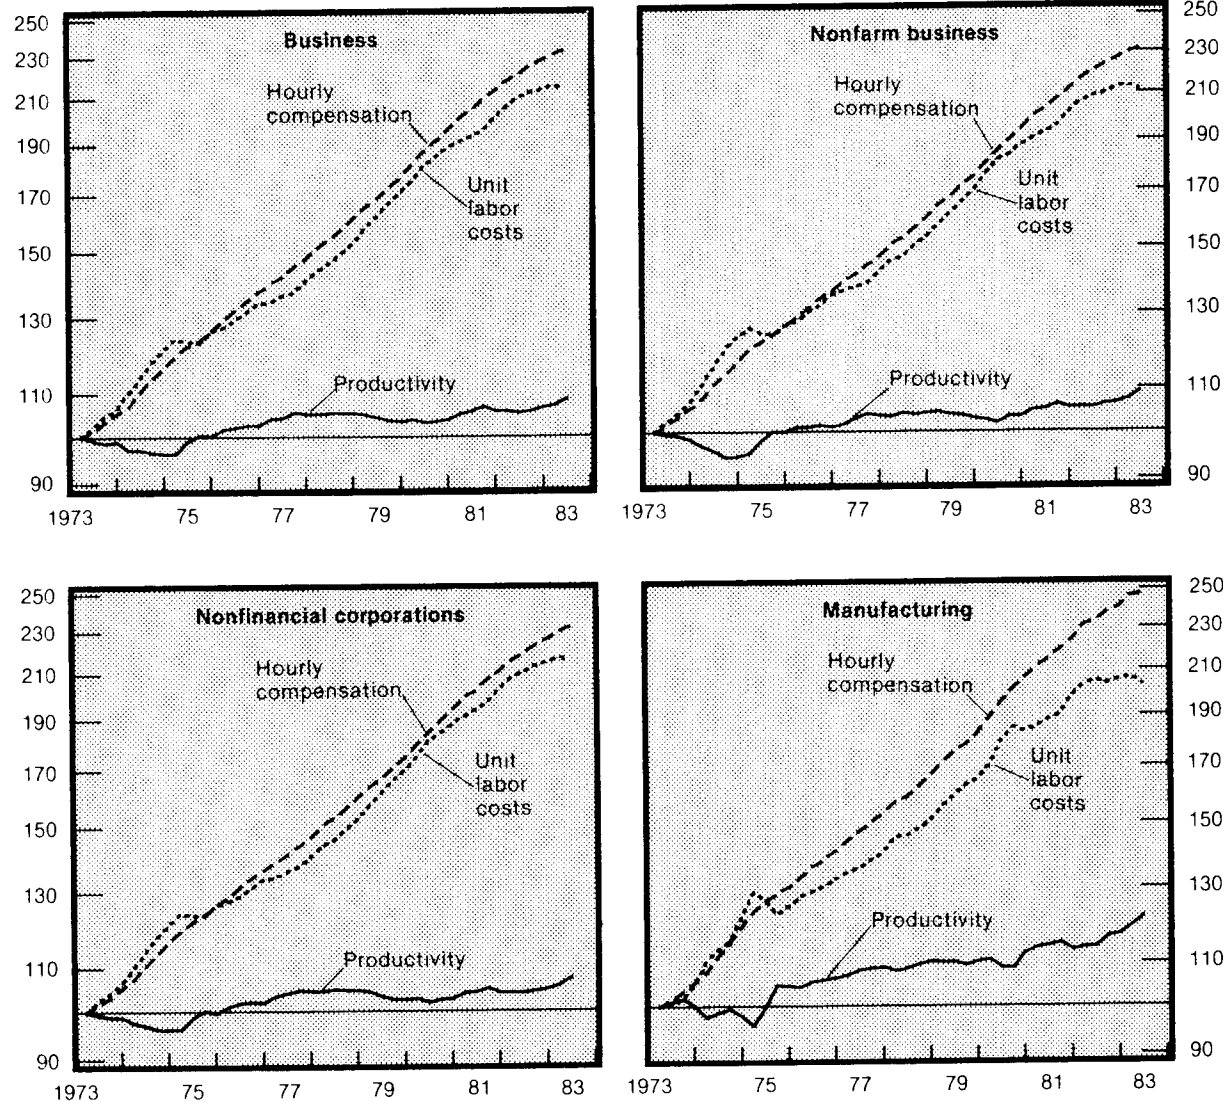 Business
250
230
210
190
170
150
130
110
90
Hourly
compensation
Unit
labor
costs
Productivity
1973 75 77 79 81 83
Nonfarm business
250
230
210
190
170
150
130
110
90
Hourly
compensation
Unit
labor
costs
Productivity
1973 75 77 79 81 83
Nonfinancial corporations
250
230
210
190
170
150
130
110
90
Hourly
compensation
Unit
labor
costs
Productivity
1973 75 77 79 81 83
Manufacturing
250
230
210
190
170
150
130
110
90
Hourly
compensation
Unit
labor
costs
Productivity
1973 75 77 79 81 83